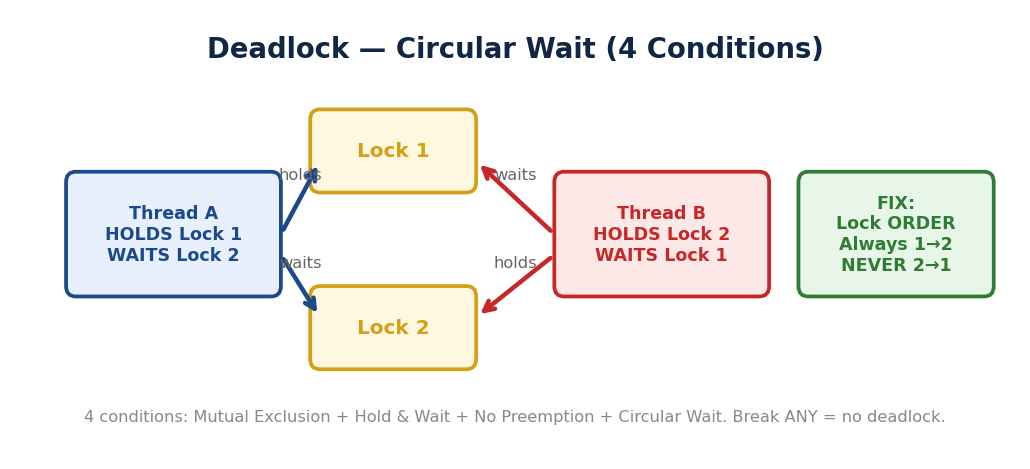 Deadlock — Circular Wait (4 Conditions)
Lock 1
holds
waits
Thread A
HOLDS Lock 1
WAITS Lock 2
Thread B
HOLDS Lock 2
WAITS Lock 1
FIX:
Lock ORDER
Always 1→2
NEVER 2→1
waits
holds
Lock 2
4 conditions: Mutual Exclusion + Hold & Wait + No Preemption + Circular Wait. Break ANY = no deadlock.